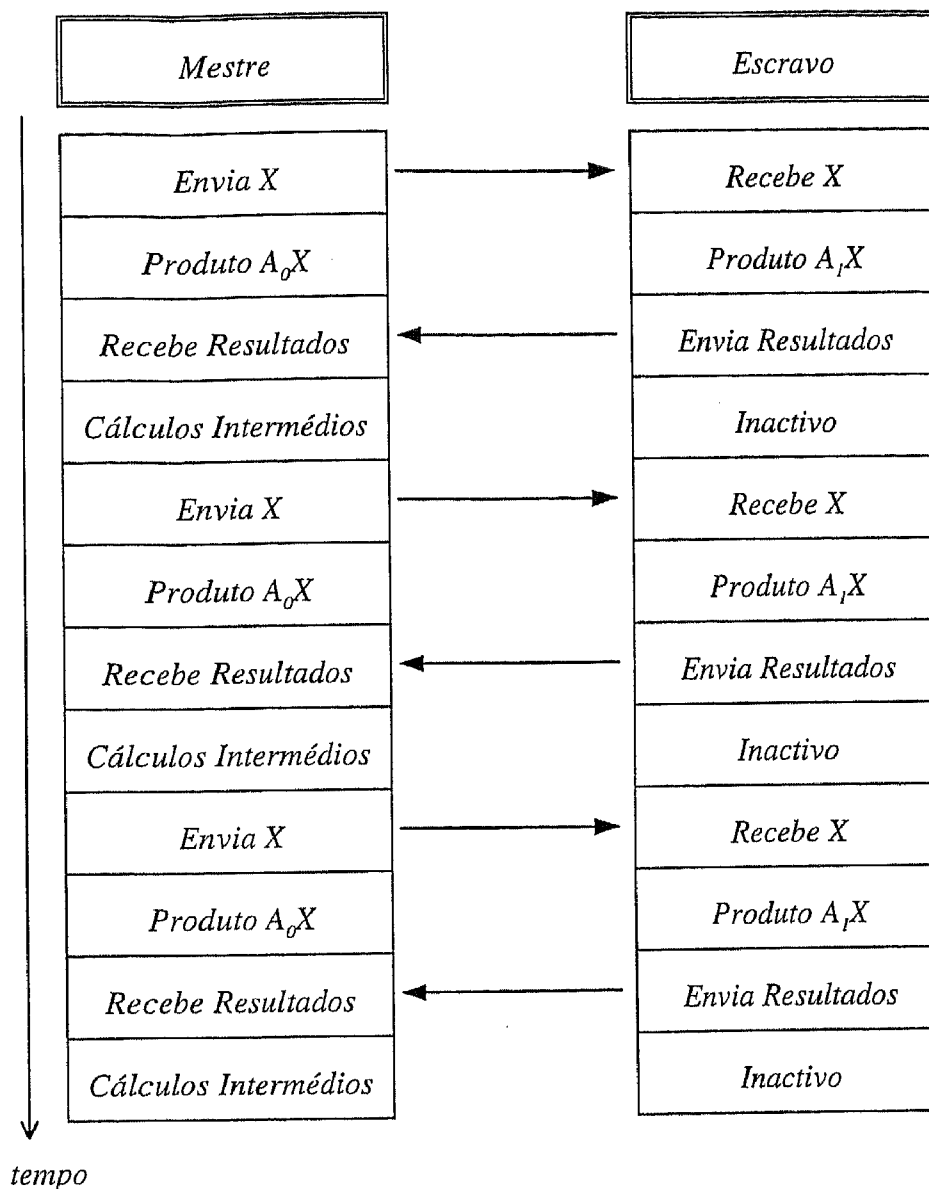 Mestre
Escravo
Envia X
Recebe X
Produto A₀X
Produto A₁X
Recebe Resultados
Envia Resultados
Cálculos Intermédios
Inactivo
Envia X
Recebe X
Produto A₀X
Produto A₁X
Recebe Resultados
Envia Resultados
Cálculos Intermédios
Inactivo
Envia X
Recebe X
Produto A₀X
Produto A₁X
Recebe Resultados
Envia Resultados
Cálculos Intermédios
Inactivo
tempo